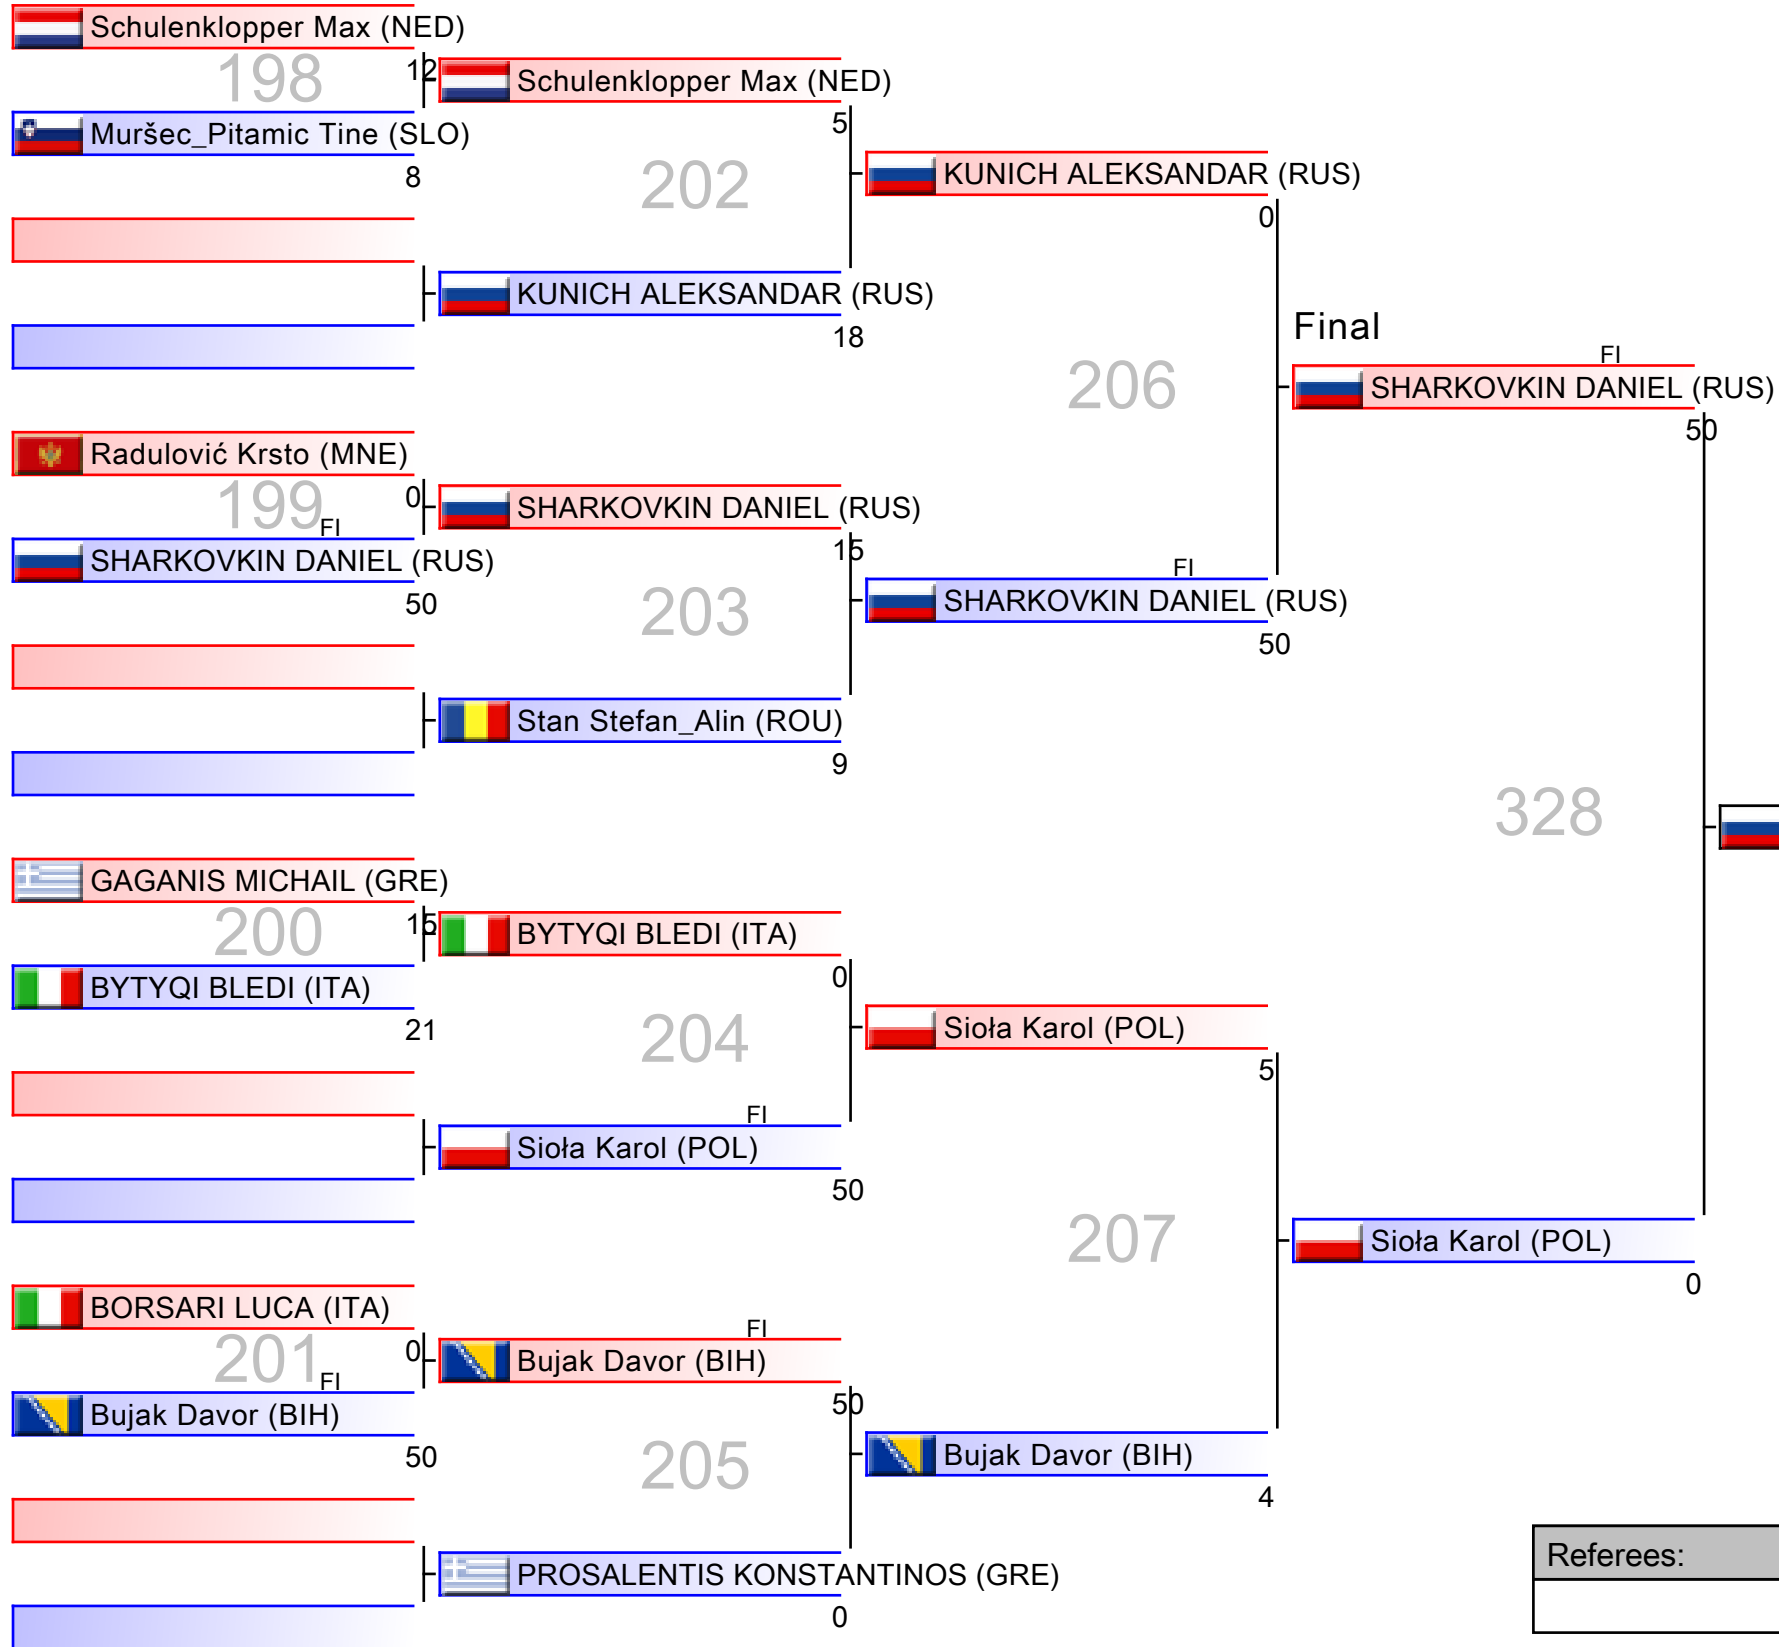 Schulenklopper Max (NED)
198
12
Schulenklopper Max (NED)
Muršec_Pitamic Tine (SLO)
8
5
202
KUNICH ALEKSANDAR (RUS)
0
KUNICH ALEKSANDAR (RUS)
18
206
Final
FI
SHARKOVKIN DANIEL (RUS)
50
Radulović Krsto (MNE)
199
0
FI
SHARKOVKIN DANIEL (RUS)
SHARKOVKIN DANIEL (RUS)
50
15
203
FI
SHARKOVKIN DANIEL (RUS)
50
Stan Stefan_Alin (ROU)
9
328
GAGANIS MICHAIL (GRE)
200
15
BYTYQI BLEDI (ITA)
BYTYQI BLEDI (ITA)
21
0
204
Sioła Karol (POL)
5
FI
Sioła Karol (POL)
50
207
Sioła Karol (POL)
0
BORSARI LUCA (ITA)
201
0
FI
FI
Bujak Davor (BIH)
Bujak Davor (BIH)
50
50
205
Bujak Davor (BIH)
4
PROSALENTIS KONSTANTINOS (GRE)
0
Referees: